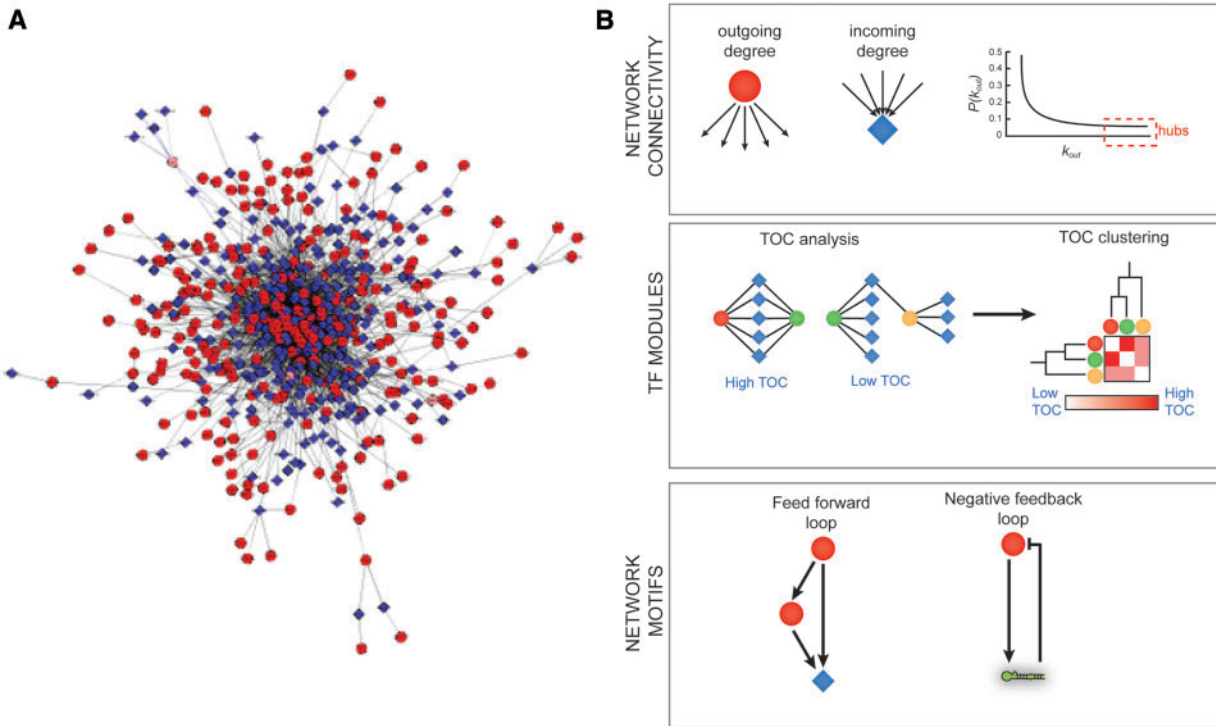 A
B
NETWORK
CONNECTIVITY
outgoing
degree
incoming
degree
P(kout)
0.5
0.4
0.3
0.2
0.1
0
kout
hubs
TF MODULES
TOC analysis
High TOC
Low TOC
TOC clustering
Low
TOC
High
TOC
NETWORK
MOTIFS
Feed forward
loop
Negative feedback
loop